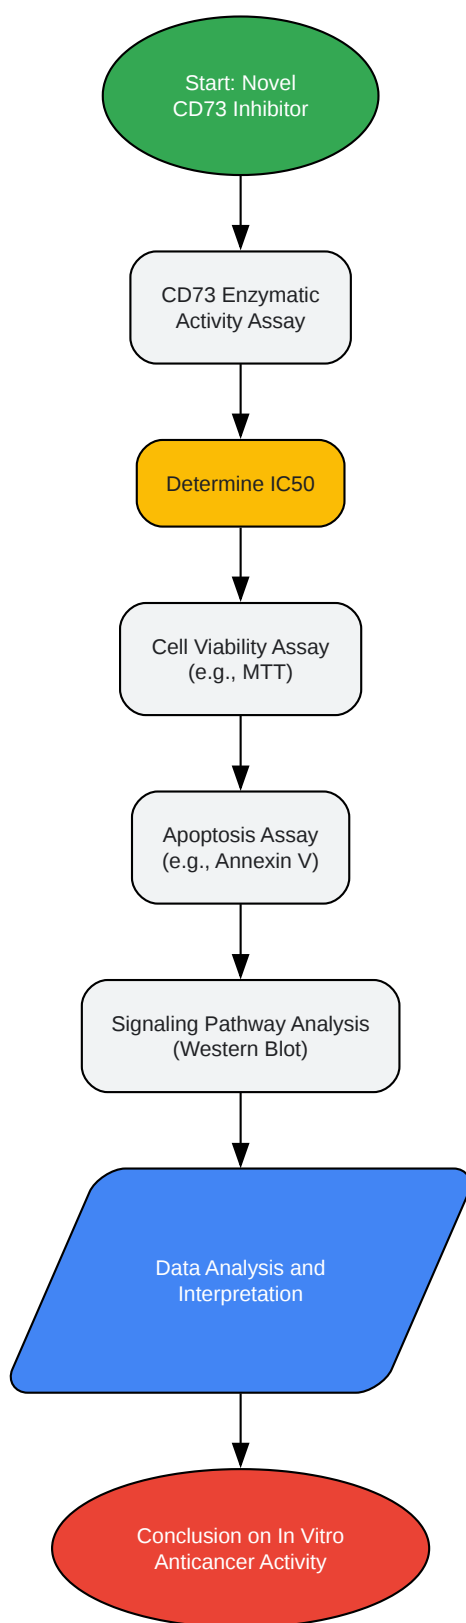 Start: Novel
CD73 Inhibitor
CD73 Enzymatic
Activity Assay
Determine IC50
Cell Viability Assay
(e.g., MTT)
Apoptosis Assay
(e.g., Annexin V)
Signaling Pathway Analysis
(Western Blot)
Data Analysis and
Interpretation
Conclusion on In Vitro
Anticancer Activity